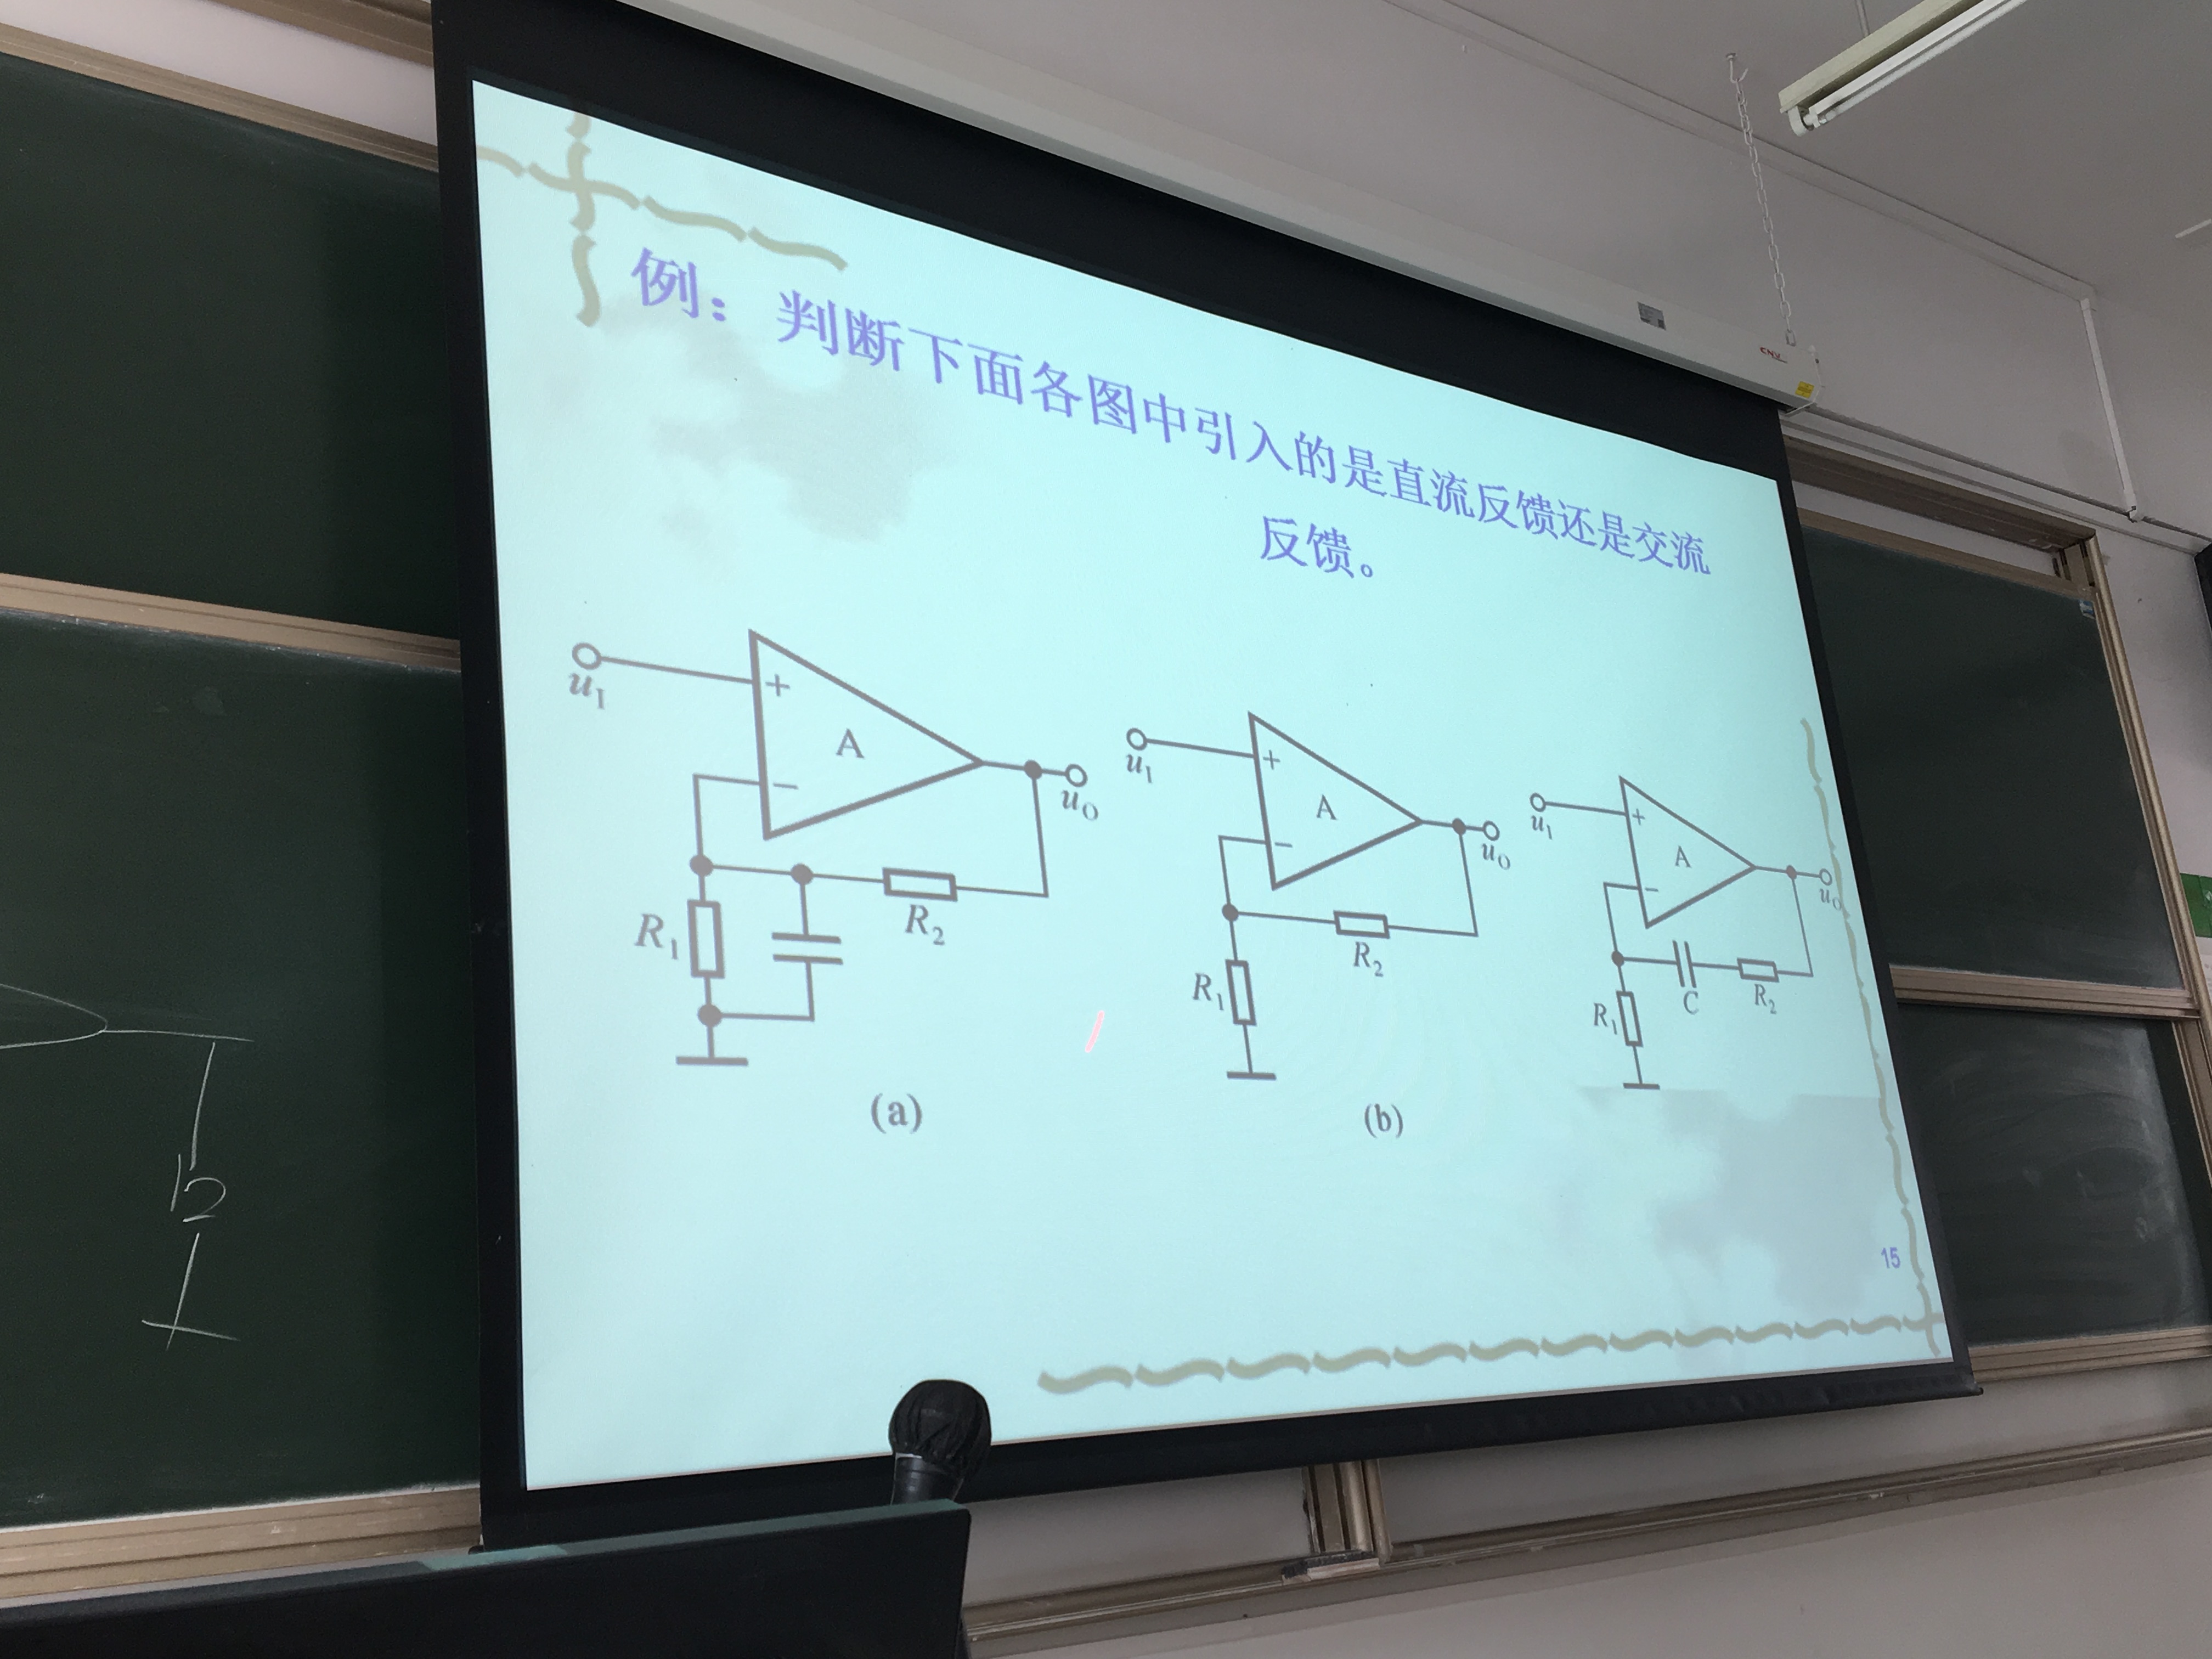 例：判断下面各图中引入的是直流反馈还是交流
反馈。
u_I + A - u_O R_1 R_2
(a)
u_I + A - u_O R_1 R_2
(b)
u_I + A - u_O R_1 C R_2
15